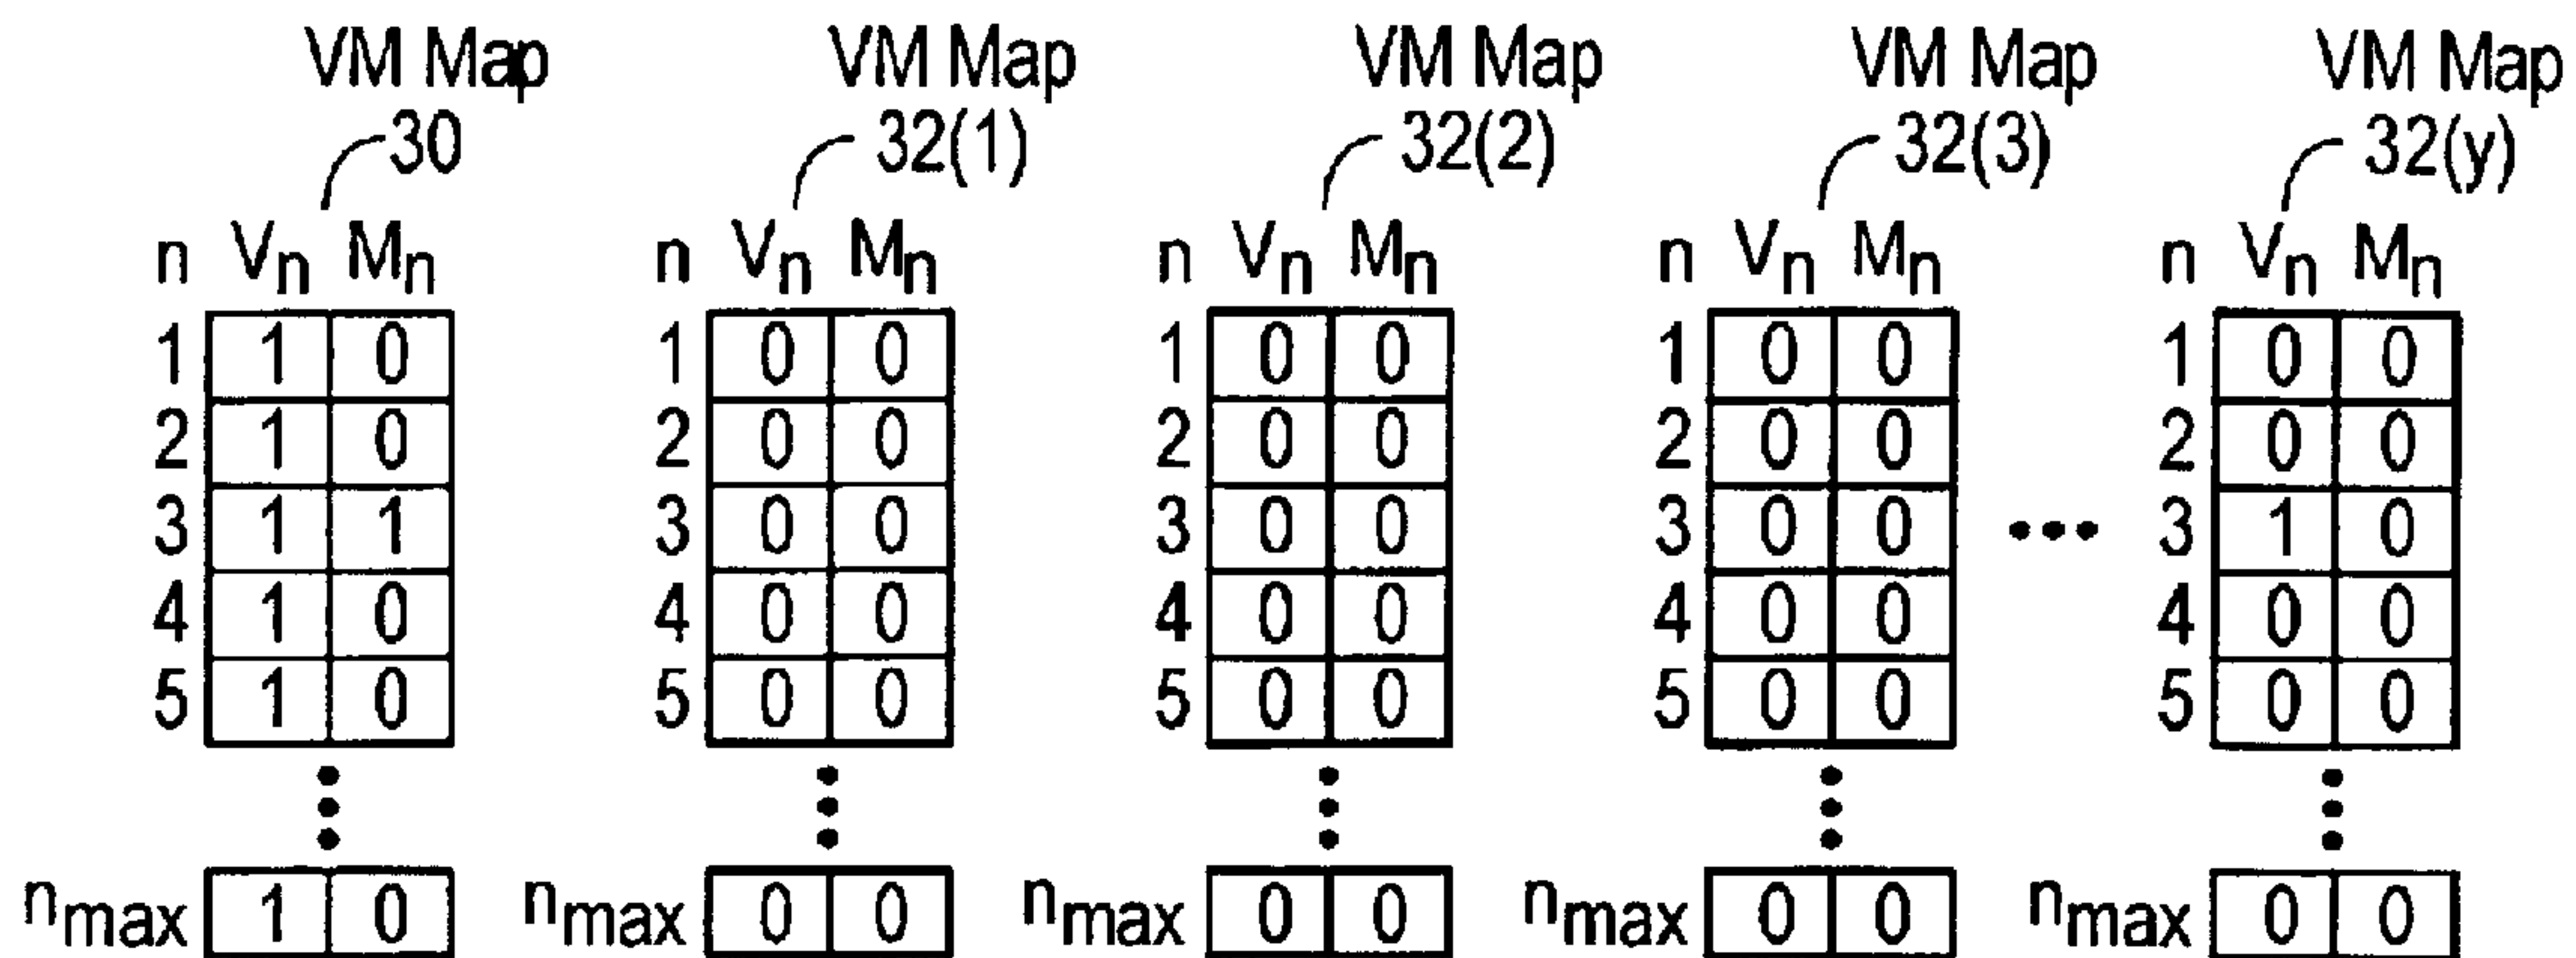 VM Map VM Map VM Map VM Map VM Map
30 32(1) 32(2) 32(3) 32(y)
n Vn Mn n Vn Mn n Vn Mn n Vn Mn n Vn Mn
1 1 0 1 0 0 1 0 0 1 0 0 1 0 0
2 1 0 2 0 0 2 0 0 2 0 0 2 0 0
3 1 1 3 0 0 3 0 0 3 0 0 ••• 3 1 0
4 1 0 4 0 0 4 0 0 4 0 0 4 0 0
5 1 0 5 0 0 5 0 0 5 0 0 5 0 0
nmax 1 0 nmax 0 0 nmax 0 0 nmax 0 0 nmax 0 0